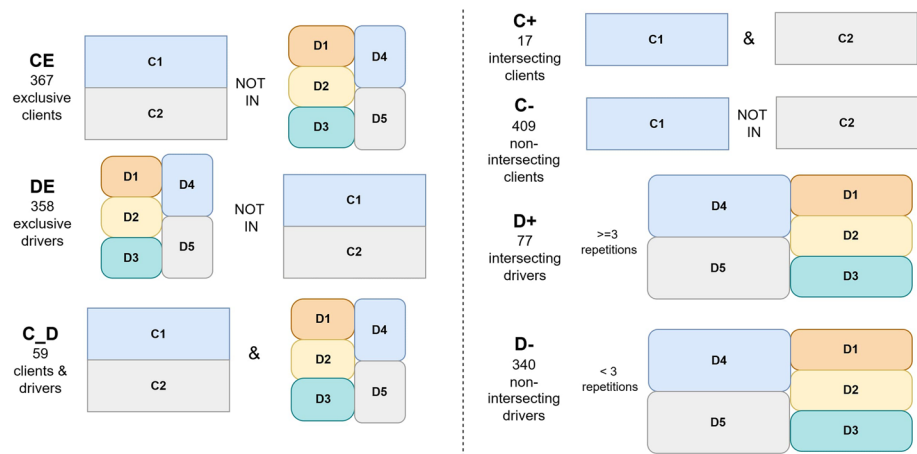 CE
367
exclusive
clients
C1
C2
NOT
IN
D1
D2
D3
D4
D5
DE
358
exclusive
drivers
D1
D2
D3
D4
D5
NOT
IN
C1
C2
C_D
59
clients &
drivers
C1
C2
&
D1
D2
D3
D4
D5
C+
17
intersecting
clients
C1
&
C2
C-
409
non-
intersecting
clients
C1
NOT
IN
C2
D+
77
intersecting
drivers
>=3
repetitions
D4
D5
D1
D2
D3
D-
340
non-
intersecting
drivers
< 3
repetitions
D4
D5
D1
D2
D3